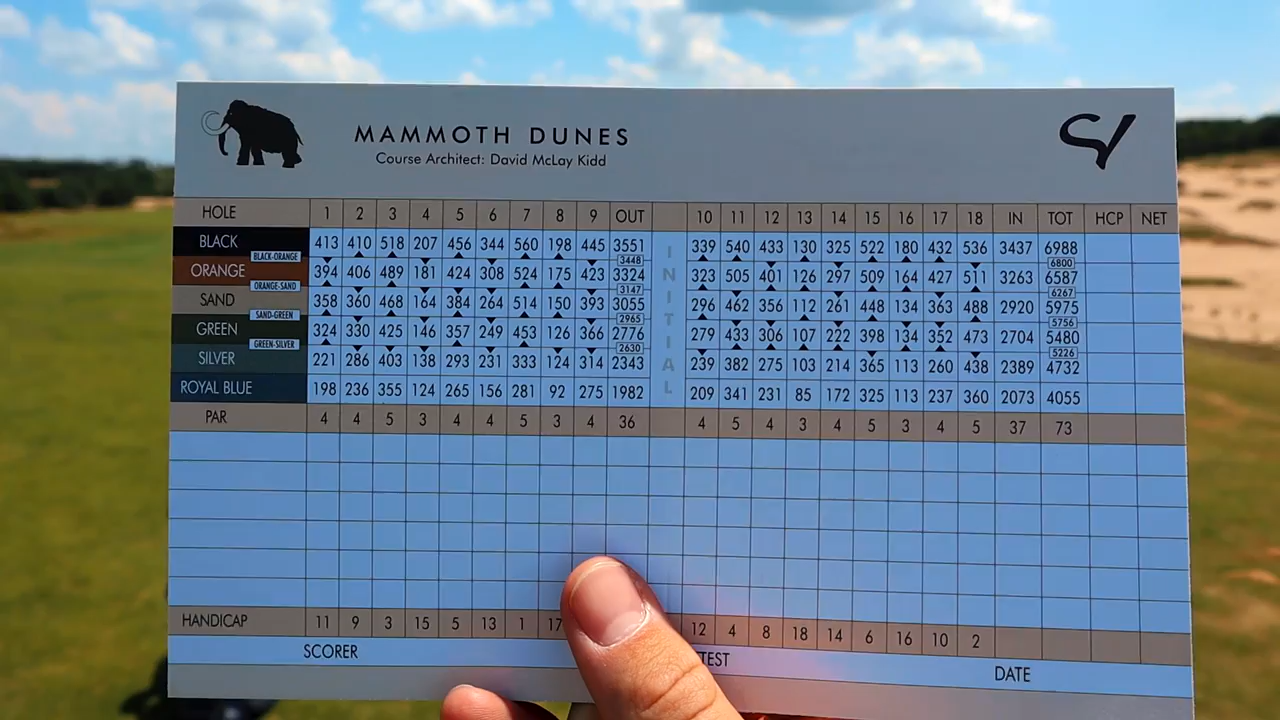 MAMMOTH DUNES
Course Architect: David McLay Kidd
HOLE 1 2 3 4 5 6 7 8 9 OUT INITIAL 10 11 12 13 14 15 16 17 18 IN TOT HCP NET
BLACK 413 410 518 207 456 344 560 198 445 3551 339 540 433 130 325 522 180 432 536 3437 6988
BLACK-ORANGE 3448 6800
ORANGE 394 406 489 181 424 308 524 175 423 3324 323 505 401 126 297 509 164 427 511 3263 6587
ORANGE-SAND 3147 6267
SAND 358 360 468 164 384 264 514 150 393 3055 296 462 356 112 261 448 134 363 488 2920 5975
SAND-GREEN 2965 5756
GREEN 324 330 425 146 357 249 453 126 366 2776 279 433 306 107 222 398 134 352 473 2704 5480
GREEN-SILVER 2630 5226
SILVER 221 286 403 138 293 231 333 124 314 2343 239 382 275 103 214 365 113 260 438 2389 4732
ROYAL BLUE 198 236 355 124 265 156 281 92 275 1982 209 341 231 85 172 325 113 237 360 2073 4055
PAR 4 4 5 3 4 4 5 3 4 36 4 5 4 3 4 5 3 4 5 37 73
HANDICAP 11 9 3 15 5 13 1 17 12 4 8 18 14 6 16 10 2
SCORER TEST DATE